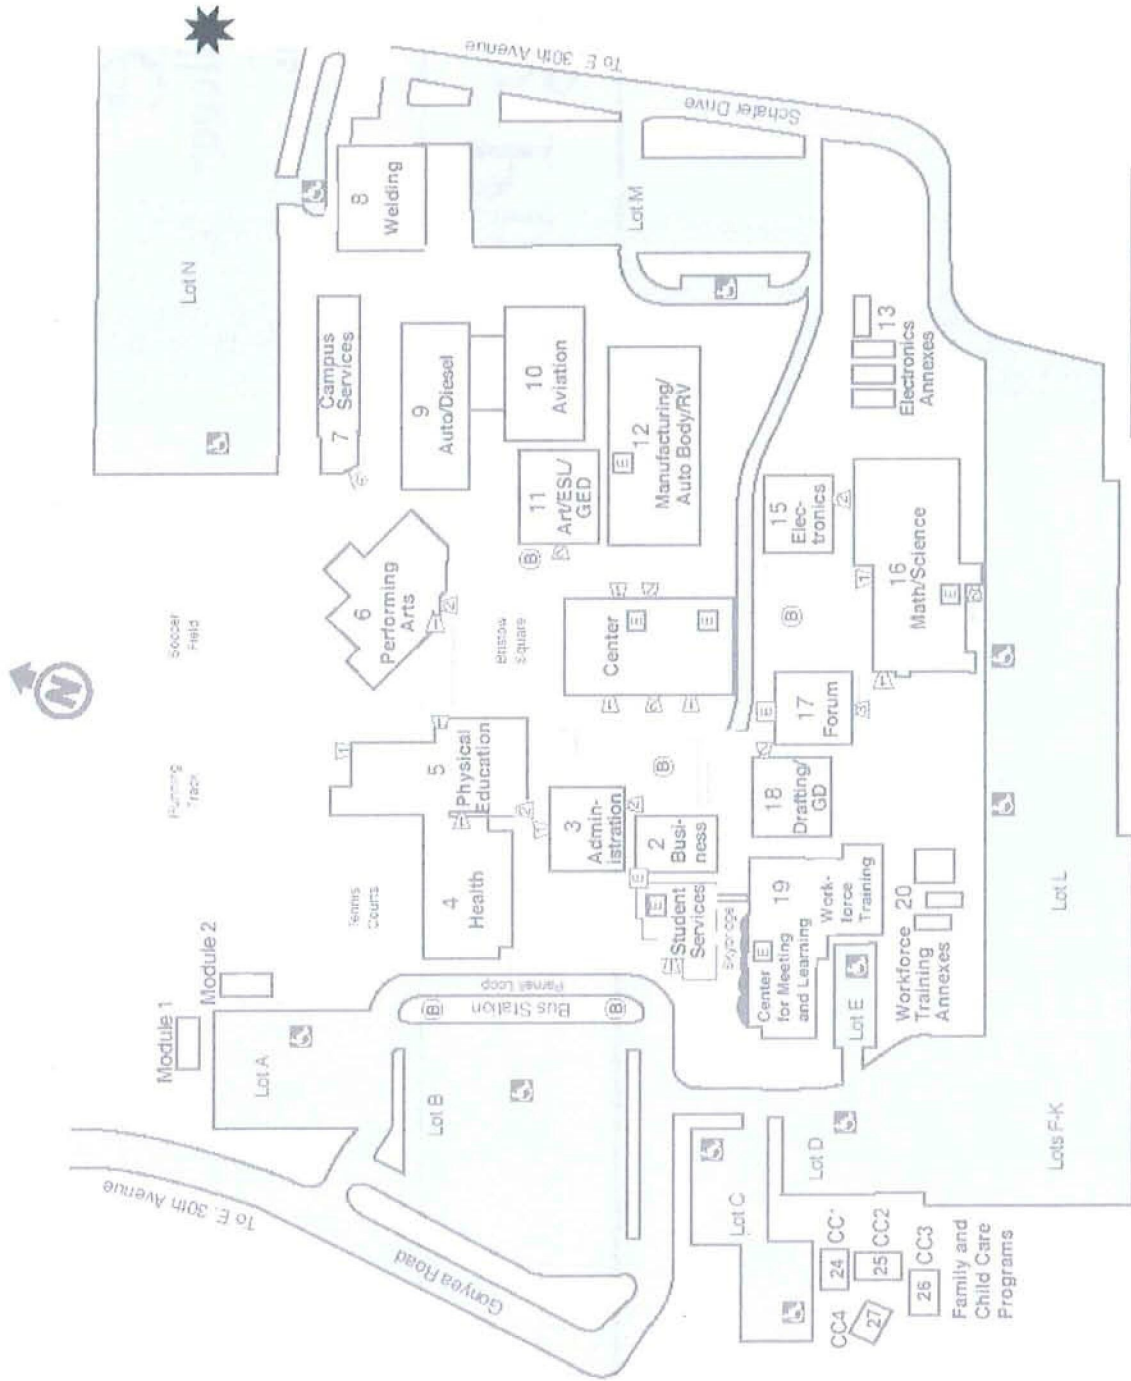 To E. 30th Avenue
Schafer Drive
Lot N
8
Welding
Lot M
7
Campus
Services
9
Auto/Diesel
10
Aviation
11
Art/ESL/
GED
E
12
Manufacturing/
Auto Body/RV
13
Electronics
Annexes
15
Elec-
tronics
16
Math/Science
E
Soccer
Field
6
Performing
Arts
Bristow
Square
B
Center
E
E
B
N
Running
Track
5
Physical
Education
B
17
Forum
E
18
Drafting/
GD
3
Admin-
istration
2
Busi-
ness
Tennis
Courts
4
Health
E
E
Student
Services
Skybridge
19
Center E
for Meeting
and Learning
Work-
force
Training
20
Workforce
Training
Annexes
Module 2
Module 1
Lot A
Bus Station
B
B
Lot B
Lot E
Lot L
To E. 30th Avenue
Gonyea Road
Lot C
Lot D
Lots F-K
24
25 CC2
26 CC3
CC4
27
Family and
Child Care
Programs